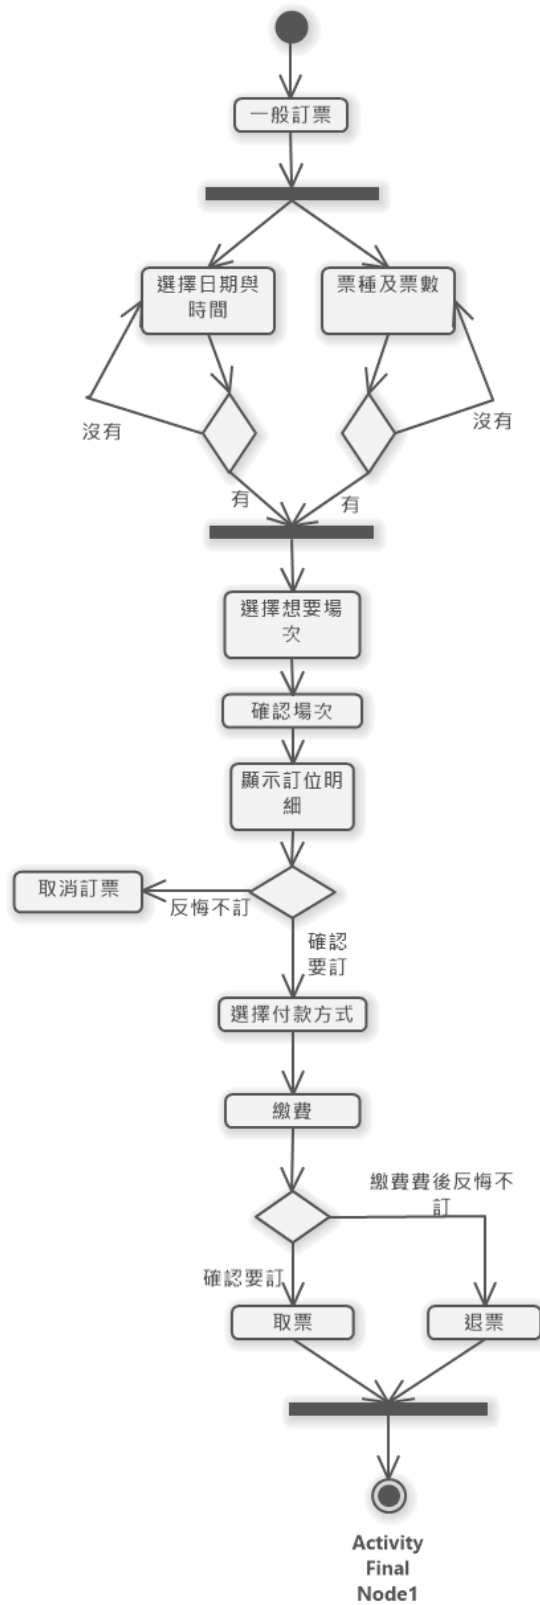 一般訂票
選擇日期與
時間
票種及票數
沒有
沒有
有
有
選擇想要場
次
確認場次
顯示訂位明
細
取消訂票
反悔不訂
確認
要訂
選擇付款方式
繳費
繳費費後反悔不
訂
確認要訂
取票
退票
Activity
Final
Node1